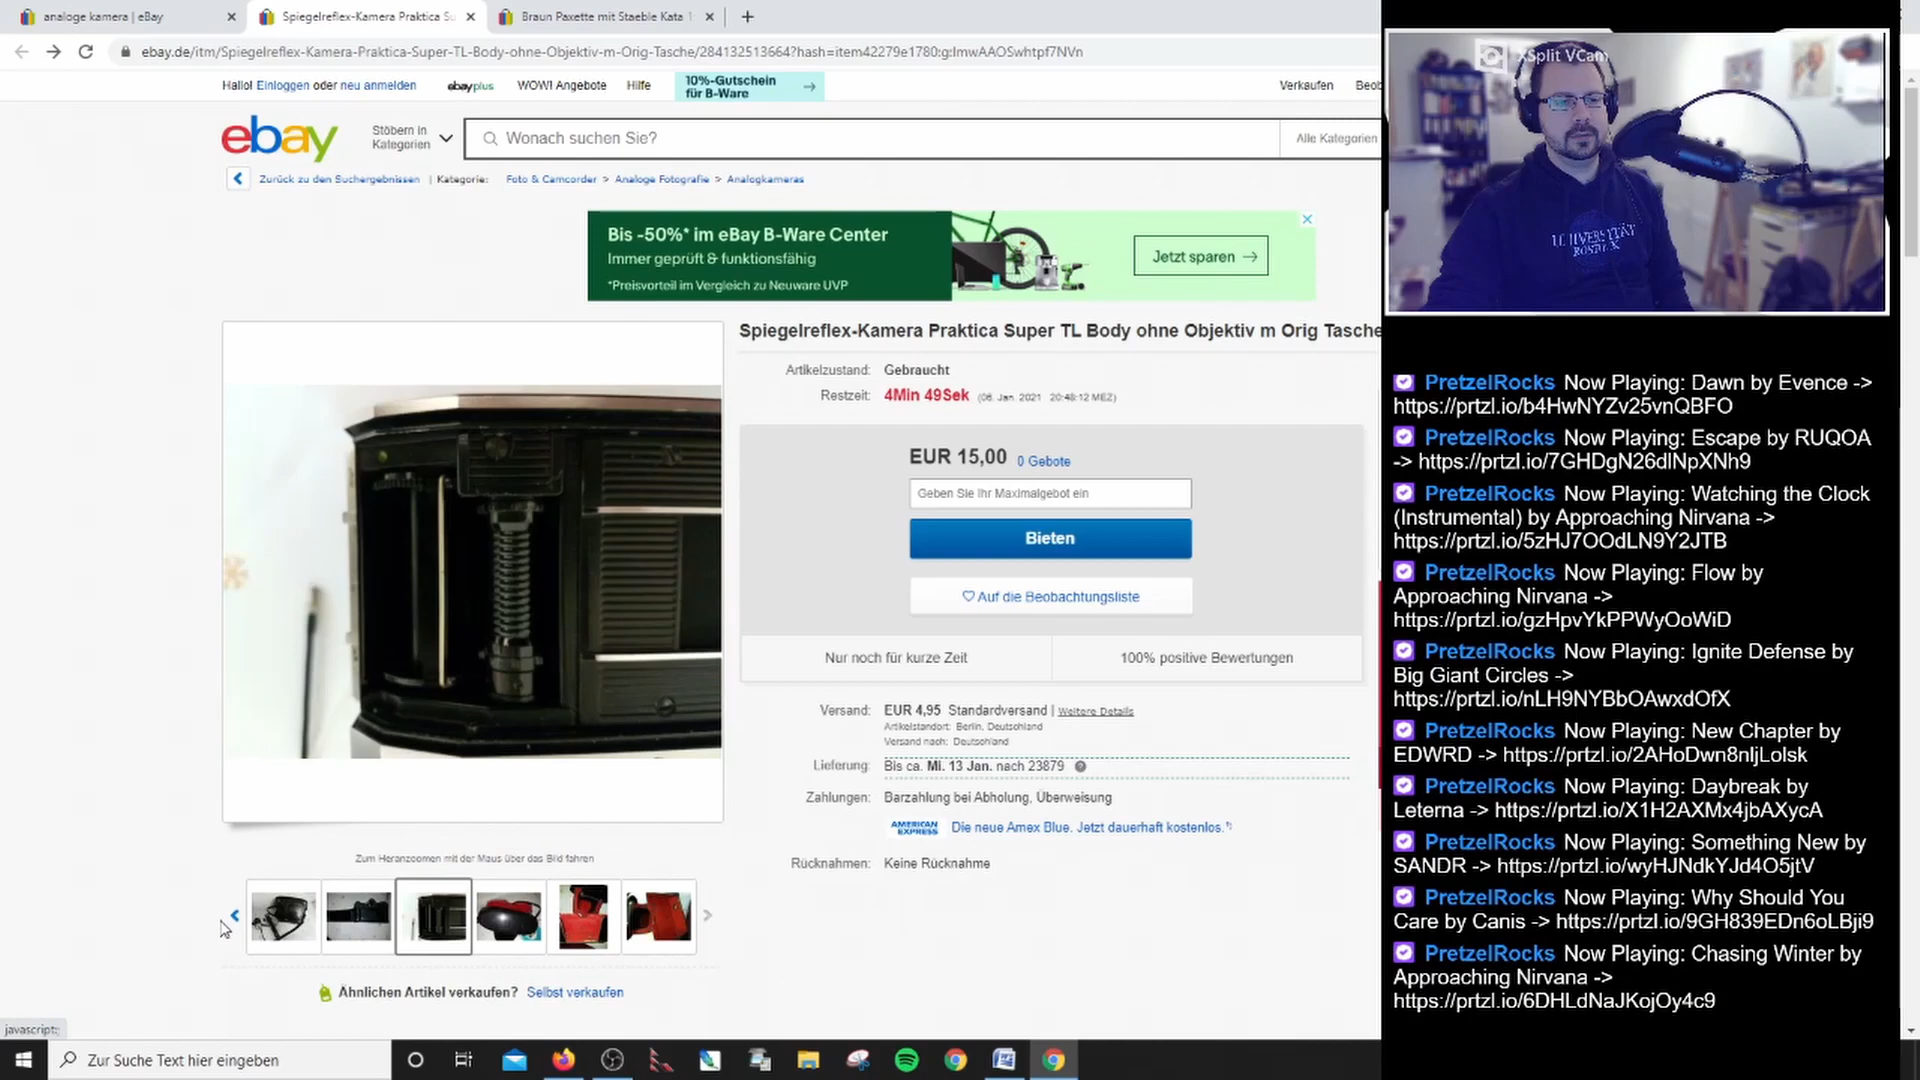 analoge kamera | eBay
Spiegelreflex-Kamera Praktica Su
Braun Paxette mit Staeble Kata
ebay.de/itm/Spiegelreflex-Kamera-Praktica-Super-TL-Body-ohne-Objektiv-m-Orig-Tasche/284132513664?hash=item42279e1780:g:ImwAAOSwhtpf7NVn
Hallo! Einloggen oder neu anmelden
ebayplus
WOW! Angebote
Hilfe
10%-Gutschein
für B-Ware
Verkaufen
Beob
ebay
Stöbern in
Kategorien
Wonach suchen Sie?
Alle Kategorien
Zurück zu den Suchergebnissen | Kategorie: Foto & Camcorder > Analoge Fotografie > Analogkameras
Bis -50%* im eBay B-Ware Center
Immer geprüft & funktionsfähig
*Preisvorteil im Vergleich zu Neuware UVP
Jetzt sparen
Spiegelreflex-Kamera Praktica Super TL Body ohne Objektiv m Orig Tasche
Artikelzustand: Gebraucht
Restzeit: 4Min 49Sek (06. Jan. 2021 20:48:12 MEZ)
EUR 15,00 0 Gebote
Geben Sie Ihr Maximalgebot ein
Bieten
Auf die Beobachtungsliste
Nur noch für kurze Zeit
100% positive Bewertungen
Versand: EUR 4,95 Standardversand | Weitere Details
Artikelstandort: Berlin, Deutschland
Versand nach: Deutschland
Lieferung: Bis ca. Mi. 13 Jan. nach 23879
Zahlungen: Barzahlung bei Abholung, Überweisung
AMERICAN EXPRESS Die neue Amex Blue. Jetzt dauerhaft kostenlos.
Rücknahmen: Keine Rücknahme
Zum Heranzoomen mit der Maus über das Bild fahren
Ähnlichen Artikel verkaufen? Selbst verkaufen
javascript:;
Zur Suche Text hier eingeben
XSplit VCam
UNIVERSITÄT
ROSTOCK
PretzelRocks Now Playing: Dawn by Evence ->
https://prtzl.io/b4HwNYZv25vnQBFO
PretzelRocks Now Playing: Escape by RUQOA
-> https://prtzl.io/7GHDgN26dlNpXNh9
PretzelRocks Now Playing: Watching the Clock
(Instrumental) by Approaching Nirvana ->
https://prtzl.io/5zHJ7OOdLN9Y2JTB
PretzelRocks Now Playing: Flow by
Approaching Nirvana ->
https://prtzl.io/gzHpvYkPPWyOoWiD
PretzelRocks Now Playing: Ignite Defense by
Big Giant Circles ->
https://prtzl.io/nLH9NYBbOAwxdOfX
PretzelRocks Now Playing: New Chapter by
EDWRD -> https://prtzl.io/2AHoDwn8nljLolsk
PretzelRocks Now Playing: Daybreak by
Leterna -> https://prtzl.io/X1H2AXMx4jbAXycA
PretzelRocks Now Playing: Something New by
SANDR -> https://prtzl.io/wyHJNdkYJd4O5jtV
PretzelRocks Now Playing: Why Should You
Care by Canis -> https://prtzl.io/9GH839EDn6oLBji9
PretzelRocks Now Playing: Chasing Winter by
Approaching Nirvana ->
https://prtzl.io/6DHLdNaJKojOy4c9